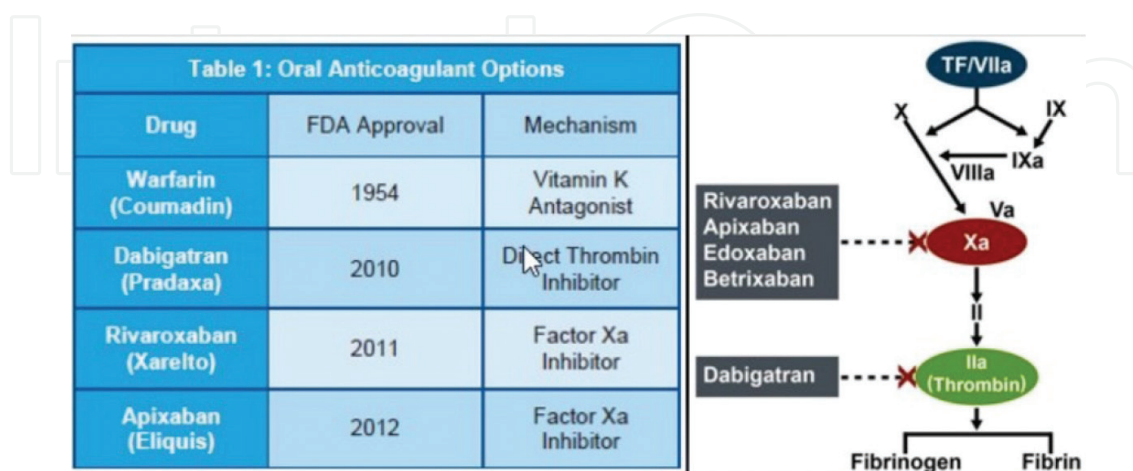 Table 1: Oral Anticoagulant Options
Drug FDA Approval Mechanism
Warfarin
(Coumadin)
1954
Vitamin K
Antagonist
Dabigatran
(Pradaxa)
2010
Direct Thrombin
Inhibitor
Rivaroxaban
(Xarelto)
2011
Factor Xa
Inhibitor
Apixaban
(Eliquis)
2012
Factor Xa
Inhibitor
TF/VIIa
X
IX
IXa
VIIIa
Va
Rivaroxaban
Apixaban
Edoxaban
Betrixaban
Xa
II
Dabigatran
IIa
(Thrombin)
Fibrinogen Fibrin